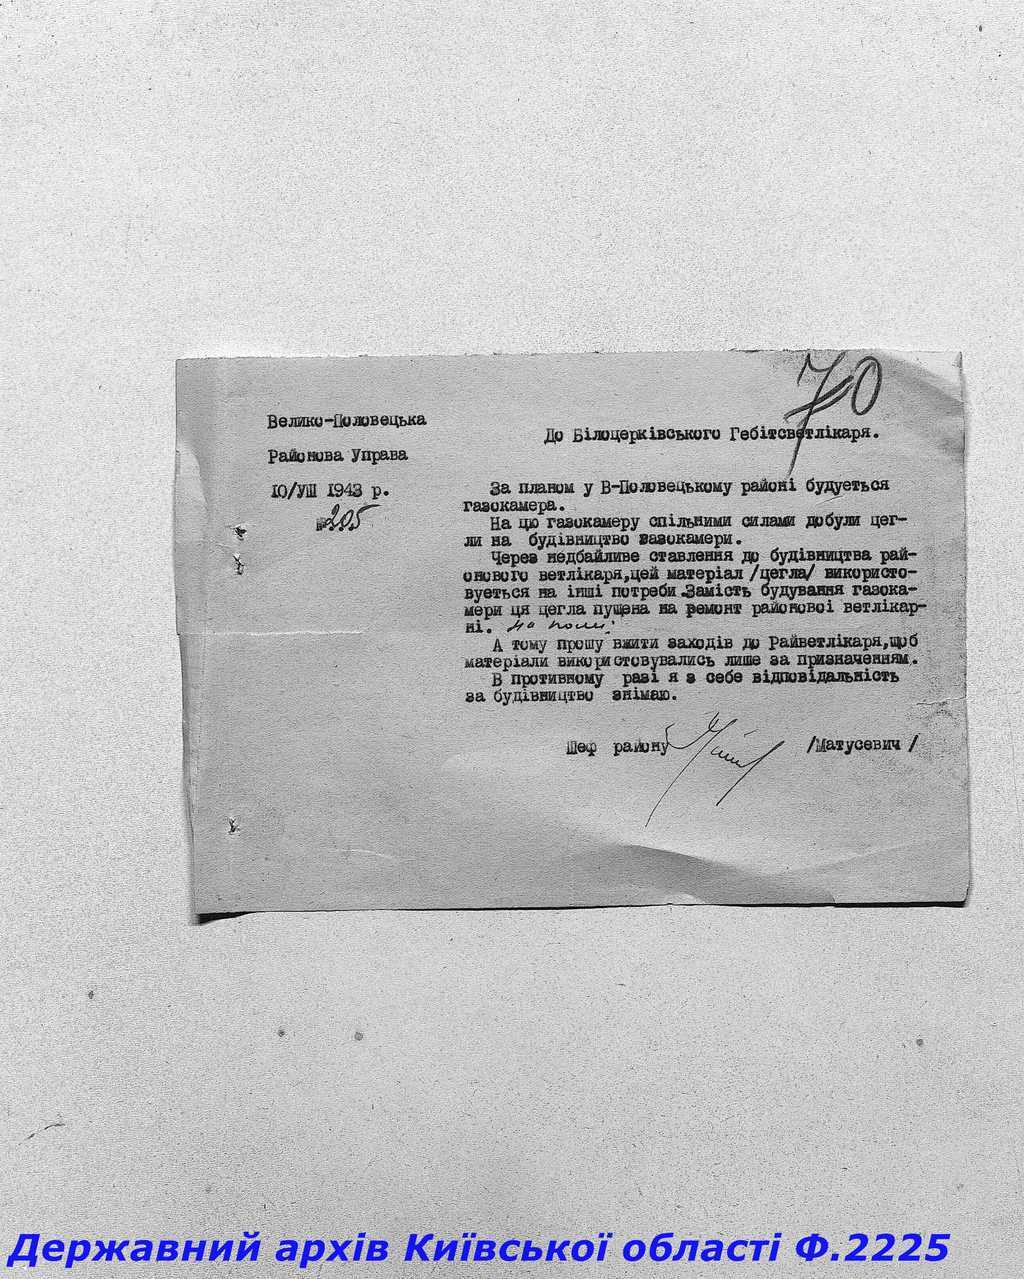 70
Велико-Половецька
До Білоцерківського Гебітсветлікаря.
Районова Управа
10/УІІІ 1943 р.
№205
За планом у В-Половецькому районі будуеться
газокамера.
На цю газокамеру спільними силами добули цег-
ли на будівництво газокамери.
Через недбайливе ставлення до будівництва рай-
онового ветлікаря,цей матеріал /цегла/ використо-
вуеться на інші потреби.Замість будування газока-
мери ця цегла пущена на ремонт районової ветлікар-
ні.
А тому прошу вжити заходів до Райветлікаря,щоб
матеріали використовувались лише за призначенням.
В противному разі я з себе відповідальність
за будівництво знімаю.
Шеф району /Матусевич /
Державний архів Київської області Ф.2225